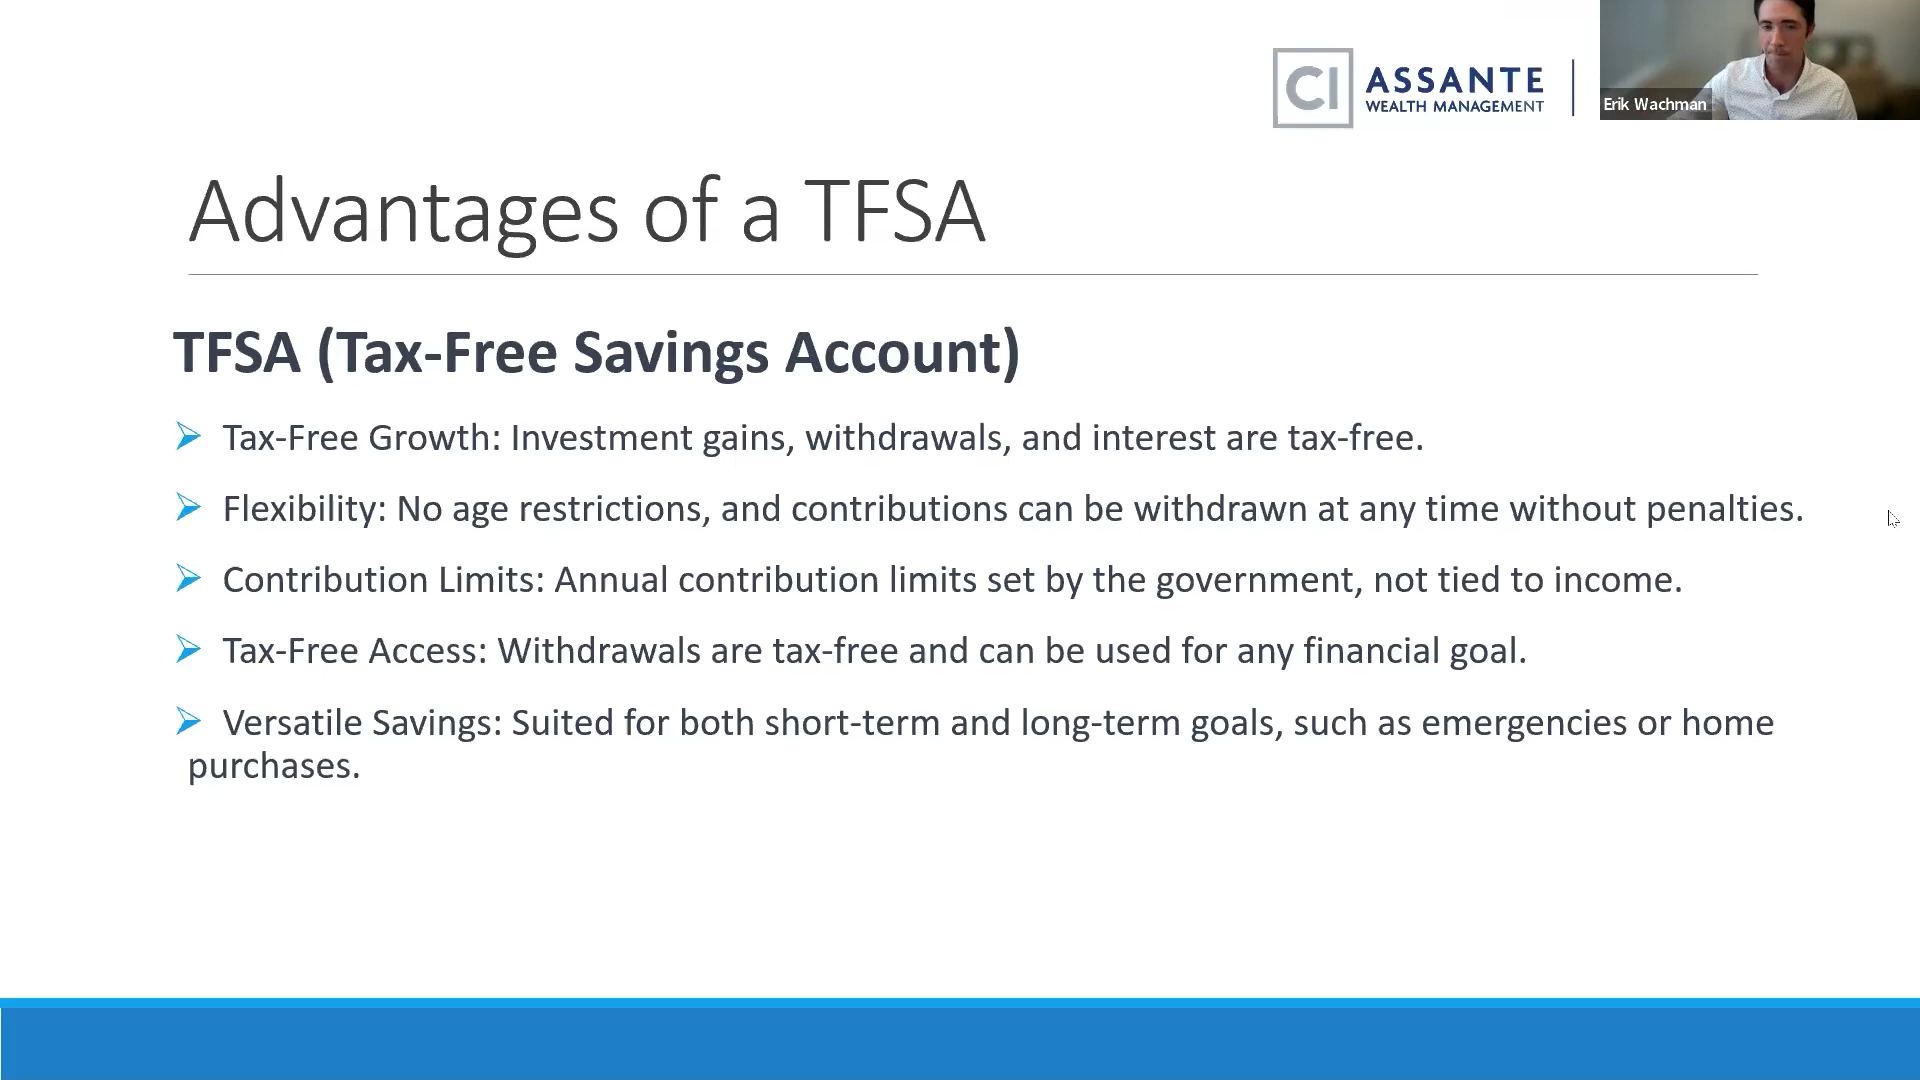 CI ASSANTE
WEALTH MANAGEMENT
Erik Wachman
Advantages of a TFSA
TFSA (Tax-Free Savings Account)
Tax-Free Growth: Investment gains, withdrawals, and interest are tax-free.
Flexibility: No age restrictions, and contributions can be withdrawn at any time without penalties.
Contribution Limits: Annual contribution limits set by the government, not tied to income.
Tax-Free Access: Withdrawals are tax-free and can be used for any financial goal.
Versatile Savings: Suited for both short-term and long-term goals, such as emergencies or home
purchases.